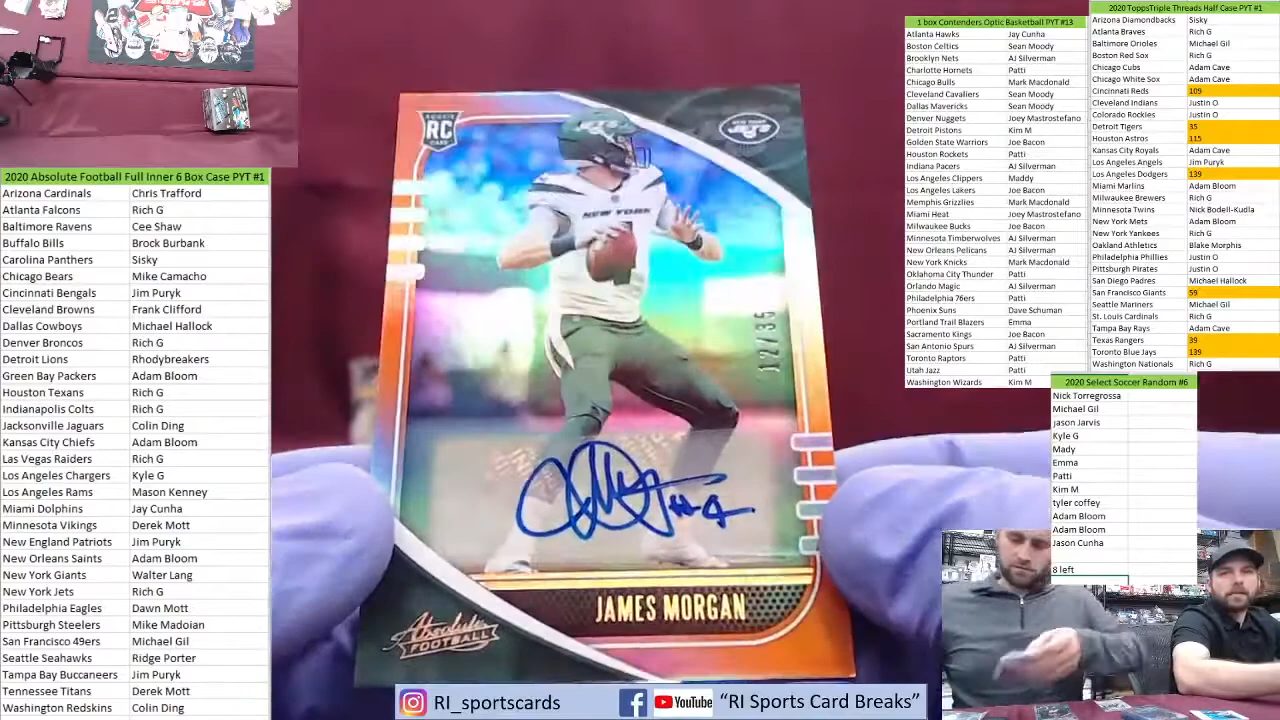 2020 Absolute Football Full Inner 6 Box Case PYT #1
Arizona Cardinals Chris Trafford
Atlanta Falcons Rich G
Baltimore Ravens Cee Shaw
Buffalo Bills Brock Burbank
Carolina Panthers Sisky
Chicago Bears Mike Camacho
Cincinnati Bengals Jim Puryk
Cleveland Browns Frank Clifford
Dallas Cowboys Michael Hallock
Denver Broncos Rich G
Detroit Lions Rhodybreakers
Green Bay Packers Adam Bloom
Houston Texans Rich G
Indianapolis Colts Rich G
Jacksonville Jaguars Colin Ding
Kansas City Chiefs Adam Bloom
Las Vegas Raiders Rich G
Los Angeles Chargers Kyle G
Los Angeles Rams Mason Kenney
Miami Dolphins Jay Cunha
Minnesota Vikings Derek Mott
New England Patriots Jim Puryk
New Orleans Saints Adam Bloom
New York Giants Walter Lang
New York Jets Rich G
Philadelphia Eagles Dawn Mott
Pittsburgh Steelers Mike Madoian
San Francisco 49ers Michael Gil
Seattle Seahawks Ridge Porter
Tampa Bay Buccaneers Jim Puryk
Tennessee Titans Derek Mott
Washington Redskins Colin Ding
RC
NEW YORK
12/35
#4
JAMES MORGAN
Absolute
FOOTBALL
RI_sportscards
YouTube
"RI Sports Card Breaks"
1 box Contenders Optic Basketball PYT #13
Atlanta Hawks Jay Cunha
Boston Celtics Sean Moody
Brooklyn Nets AJ Silverman
Charlotte Hornets Patti
Chicago Bulls Mark Macdonald
Cleveland Cavaliers Sean Moody
Dallas Mavericks Sean Moody
Denver Nuggets Joey Mastrostefano
Detroit Pistons Kim M
Golden State Warriors Joe Bacon
Houston Rockets Patti
Indiana Pacers AJ Silverman
Los Angeles Clippers Maddy
Los Angeles Lakers Joe Bacon
Memphis Grizzlies Mark Macdonald
Miami Heat Joey Mastrostefano
Milwaukee Bucks Joe Bacon
Minnesota Timberwolves AJ Silverman
New Orleans Pelicans AJ Silverman
New York Knicks Mark Macdonald
Oklahoma City Thunder Patti
Orlando Magic AJ Silverman
Philadelphia 76ers Patti
Phoenix Suns Dave Schuman
Portland Trail Blazers Emma
Sacramento Kings Joe Bacon
San Antonio Spurs AJ Silverman
Toronto Raptors Patti
Utah Jazz Patti
Washington Wizards Kim M
2020 ToppsTriple Threads Half Case PYT #1
Arizona Diamondbacks Sisky
Atlanta Braves Rich G
Baltimore Orioles Michael Gil
Boston Red Sox Rich G
Chicago Cubs Adam Cave
Chicago White Sox Adam Cave
Cincinnati Reds 109
Cleveland Indians Justin O
Colorado Rockies Justin O
Detroit Tigers 35
Houston Astros 115
Kansas City Royals Adam Cave
Los Angeles Angels Jim Puryk
Los Angeles Dodgers 139
Miami Marlins Adam Bloom
Milwaukee Brewers Rich G
Minnesota Twins Nick Bodell-Kudla
New York Mets Adam Bloom
New York Yankees Rich G
Oakland Athletics Blake Morphis
Philadelphia Phillies Justin O
Pittsburgh Pirates Justin O
San Diego Padres Michael Hallock
San Francisco Giants 59
Seattle Mariners Michael Gil
St. Louis Cardinals Rich G
Tampa Bay Rays Adam Cave
Texas Rangers 39
Toronto Blue Jays 139
Washington Nationals Rich G
2020 Select Soccer Random #6
Nick Torregrossa
Michael Gil
Jason Jarvis
Kyle G
Mady
Emma
Patti
Kim M
tyler coffey
Adam Bloom
Adam Bloom
Jason Cunha
8 left